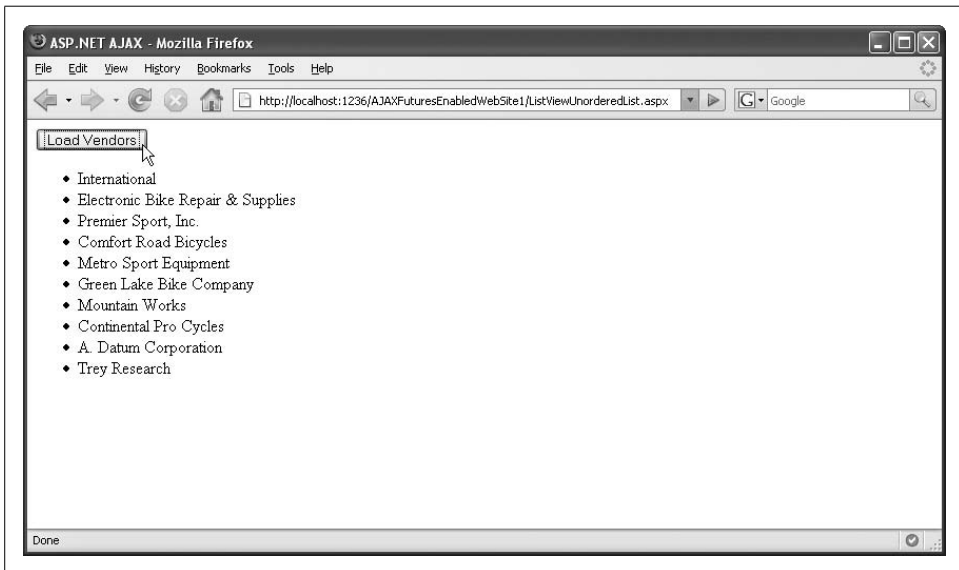 ASP.NET AJAX - Mozilla Firefox
File Edit View History Bookmarks Tools Help
http://localhost:1236/AJAXFuturesEnabledWebSite1/ListViewUnorderedList.aspx G Google
Load Vendors
• International
• Electronic Bike Repair & Supplies
• Premier Sport, Inc.
• Comfort Road Bicycles
• Metro Sport Equipment
• Green Lake Bike Company
• Mountain Works
• Continental Pro Cycles
• A. Datum Corporation
• Trey Research
Done